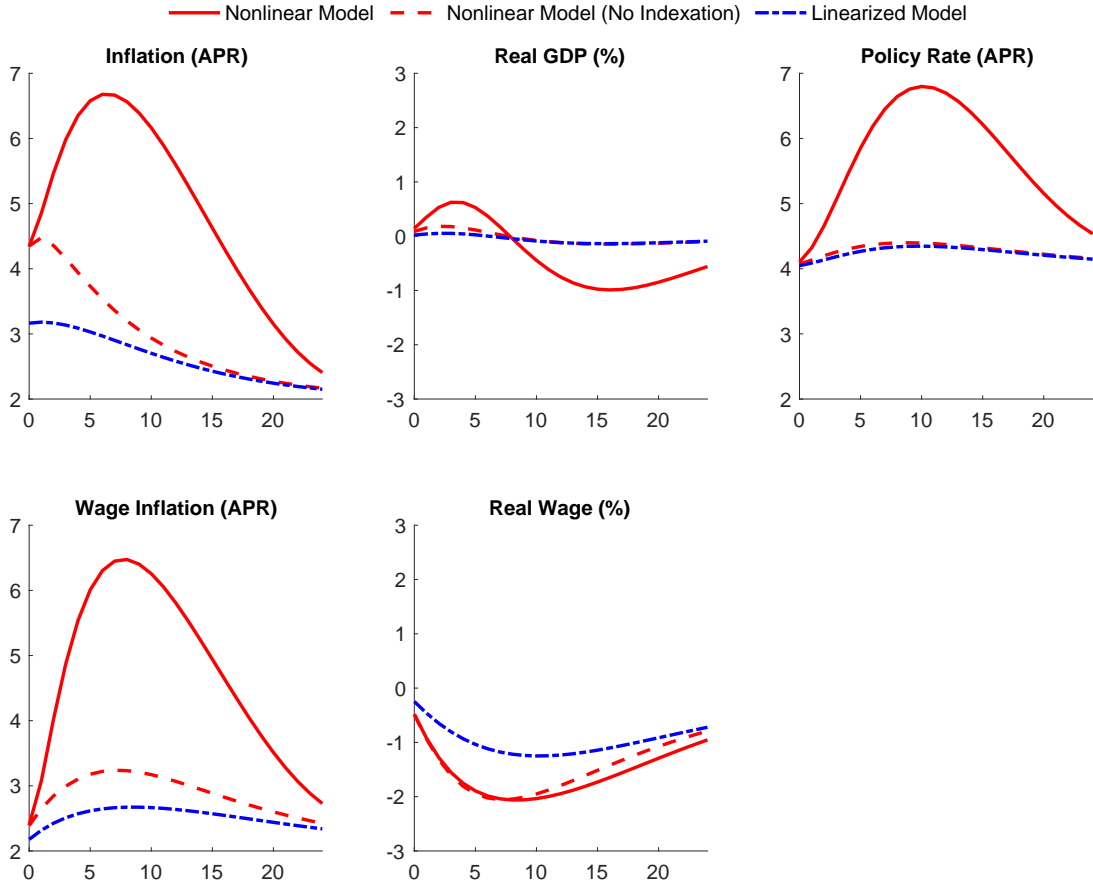 Nonlinear Model Nonlinear Model (No Indexation) Linearized Model
Inflation (APR)
7
6
5
4
3
2
0 5 10 15 20
Real GDP (%)
3
2
1
0
-1
-2
-3
0 5 10 15 20
Policy Rate (APR)
7
6
5
4
3
2
0 5 10 15 20
Wage Inflation (APR)
7
6
5
4
3
2
0 5 10 15 20
Real Wage (%)
3
2
1
0
-1
-2
-3
0 5 10 15 20